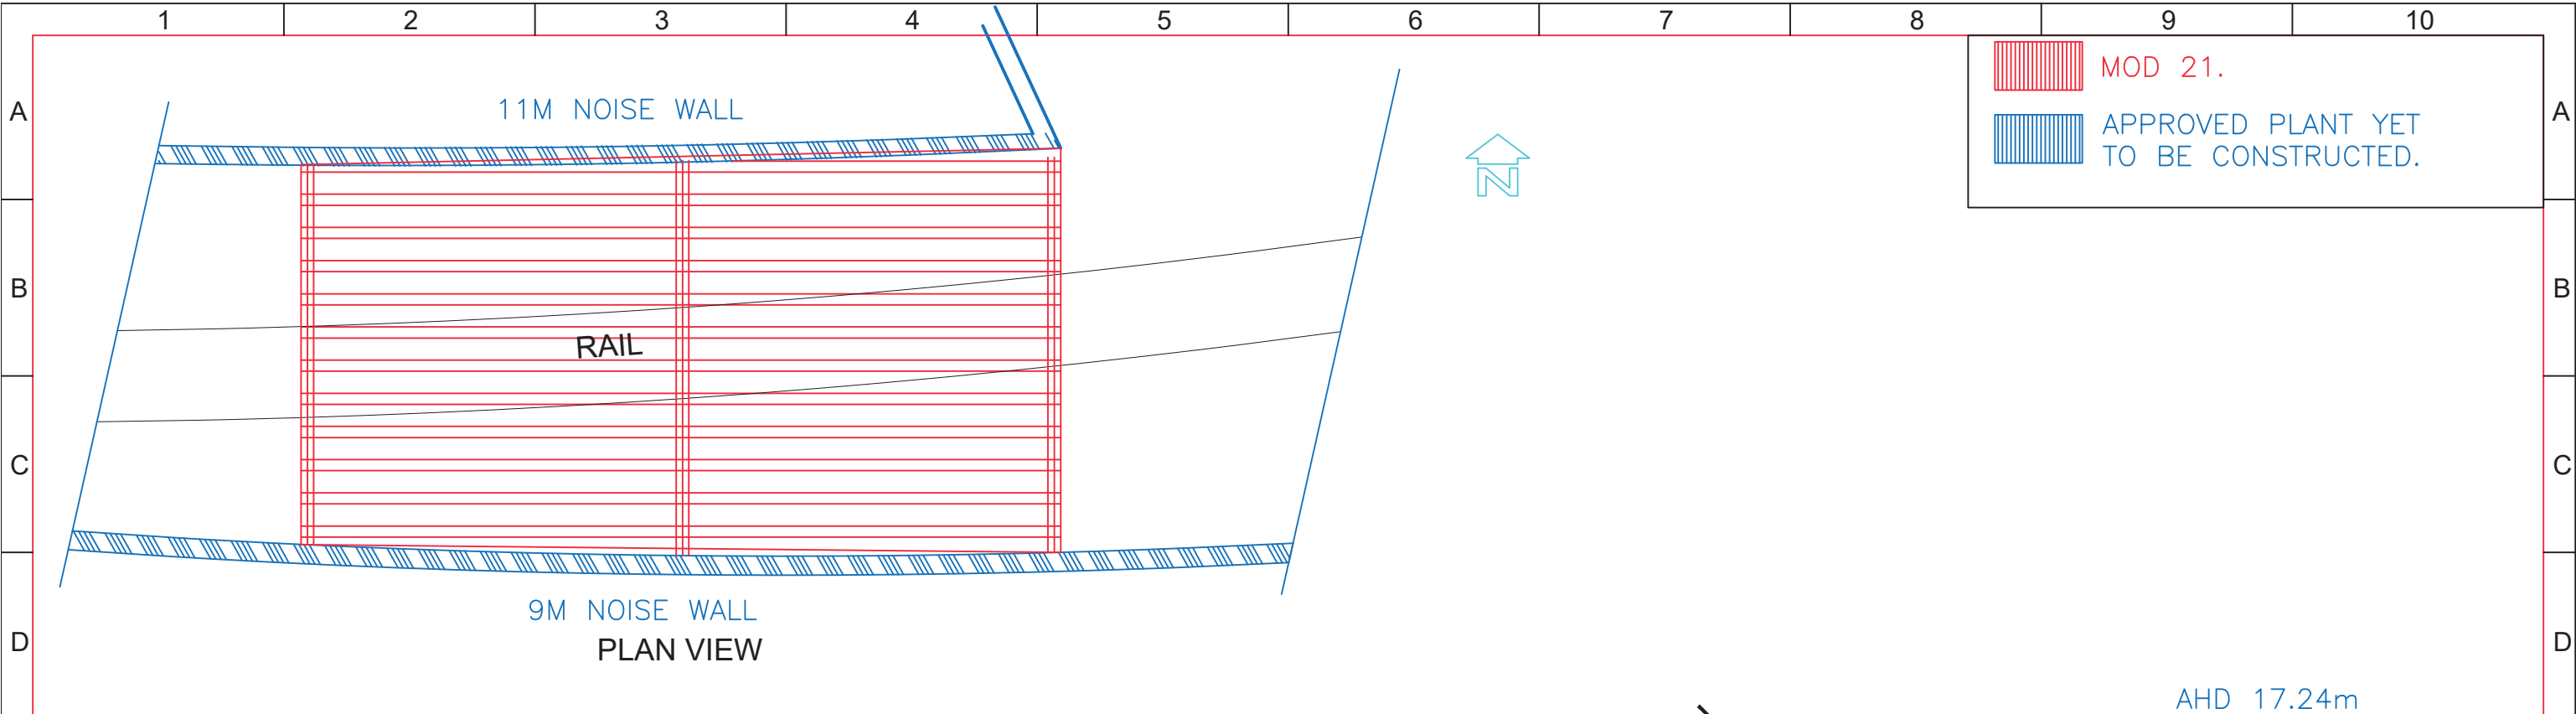 1 2 3 4 5 6 7 8 9 10
MOD 21.
A 11M NOISE WALL A
APPROVED PLANT YET
TO BE CONSTRUCTED.
N
B B
RAIL
C C
9M NOISE WALL
D PLAN VIEW D
AHD 17.24m